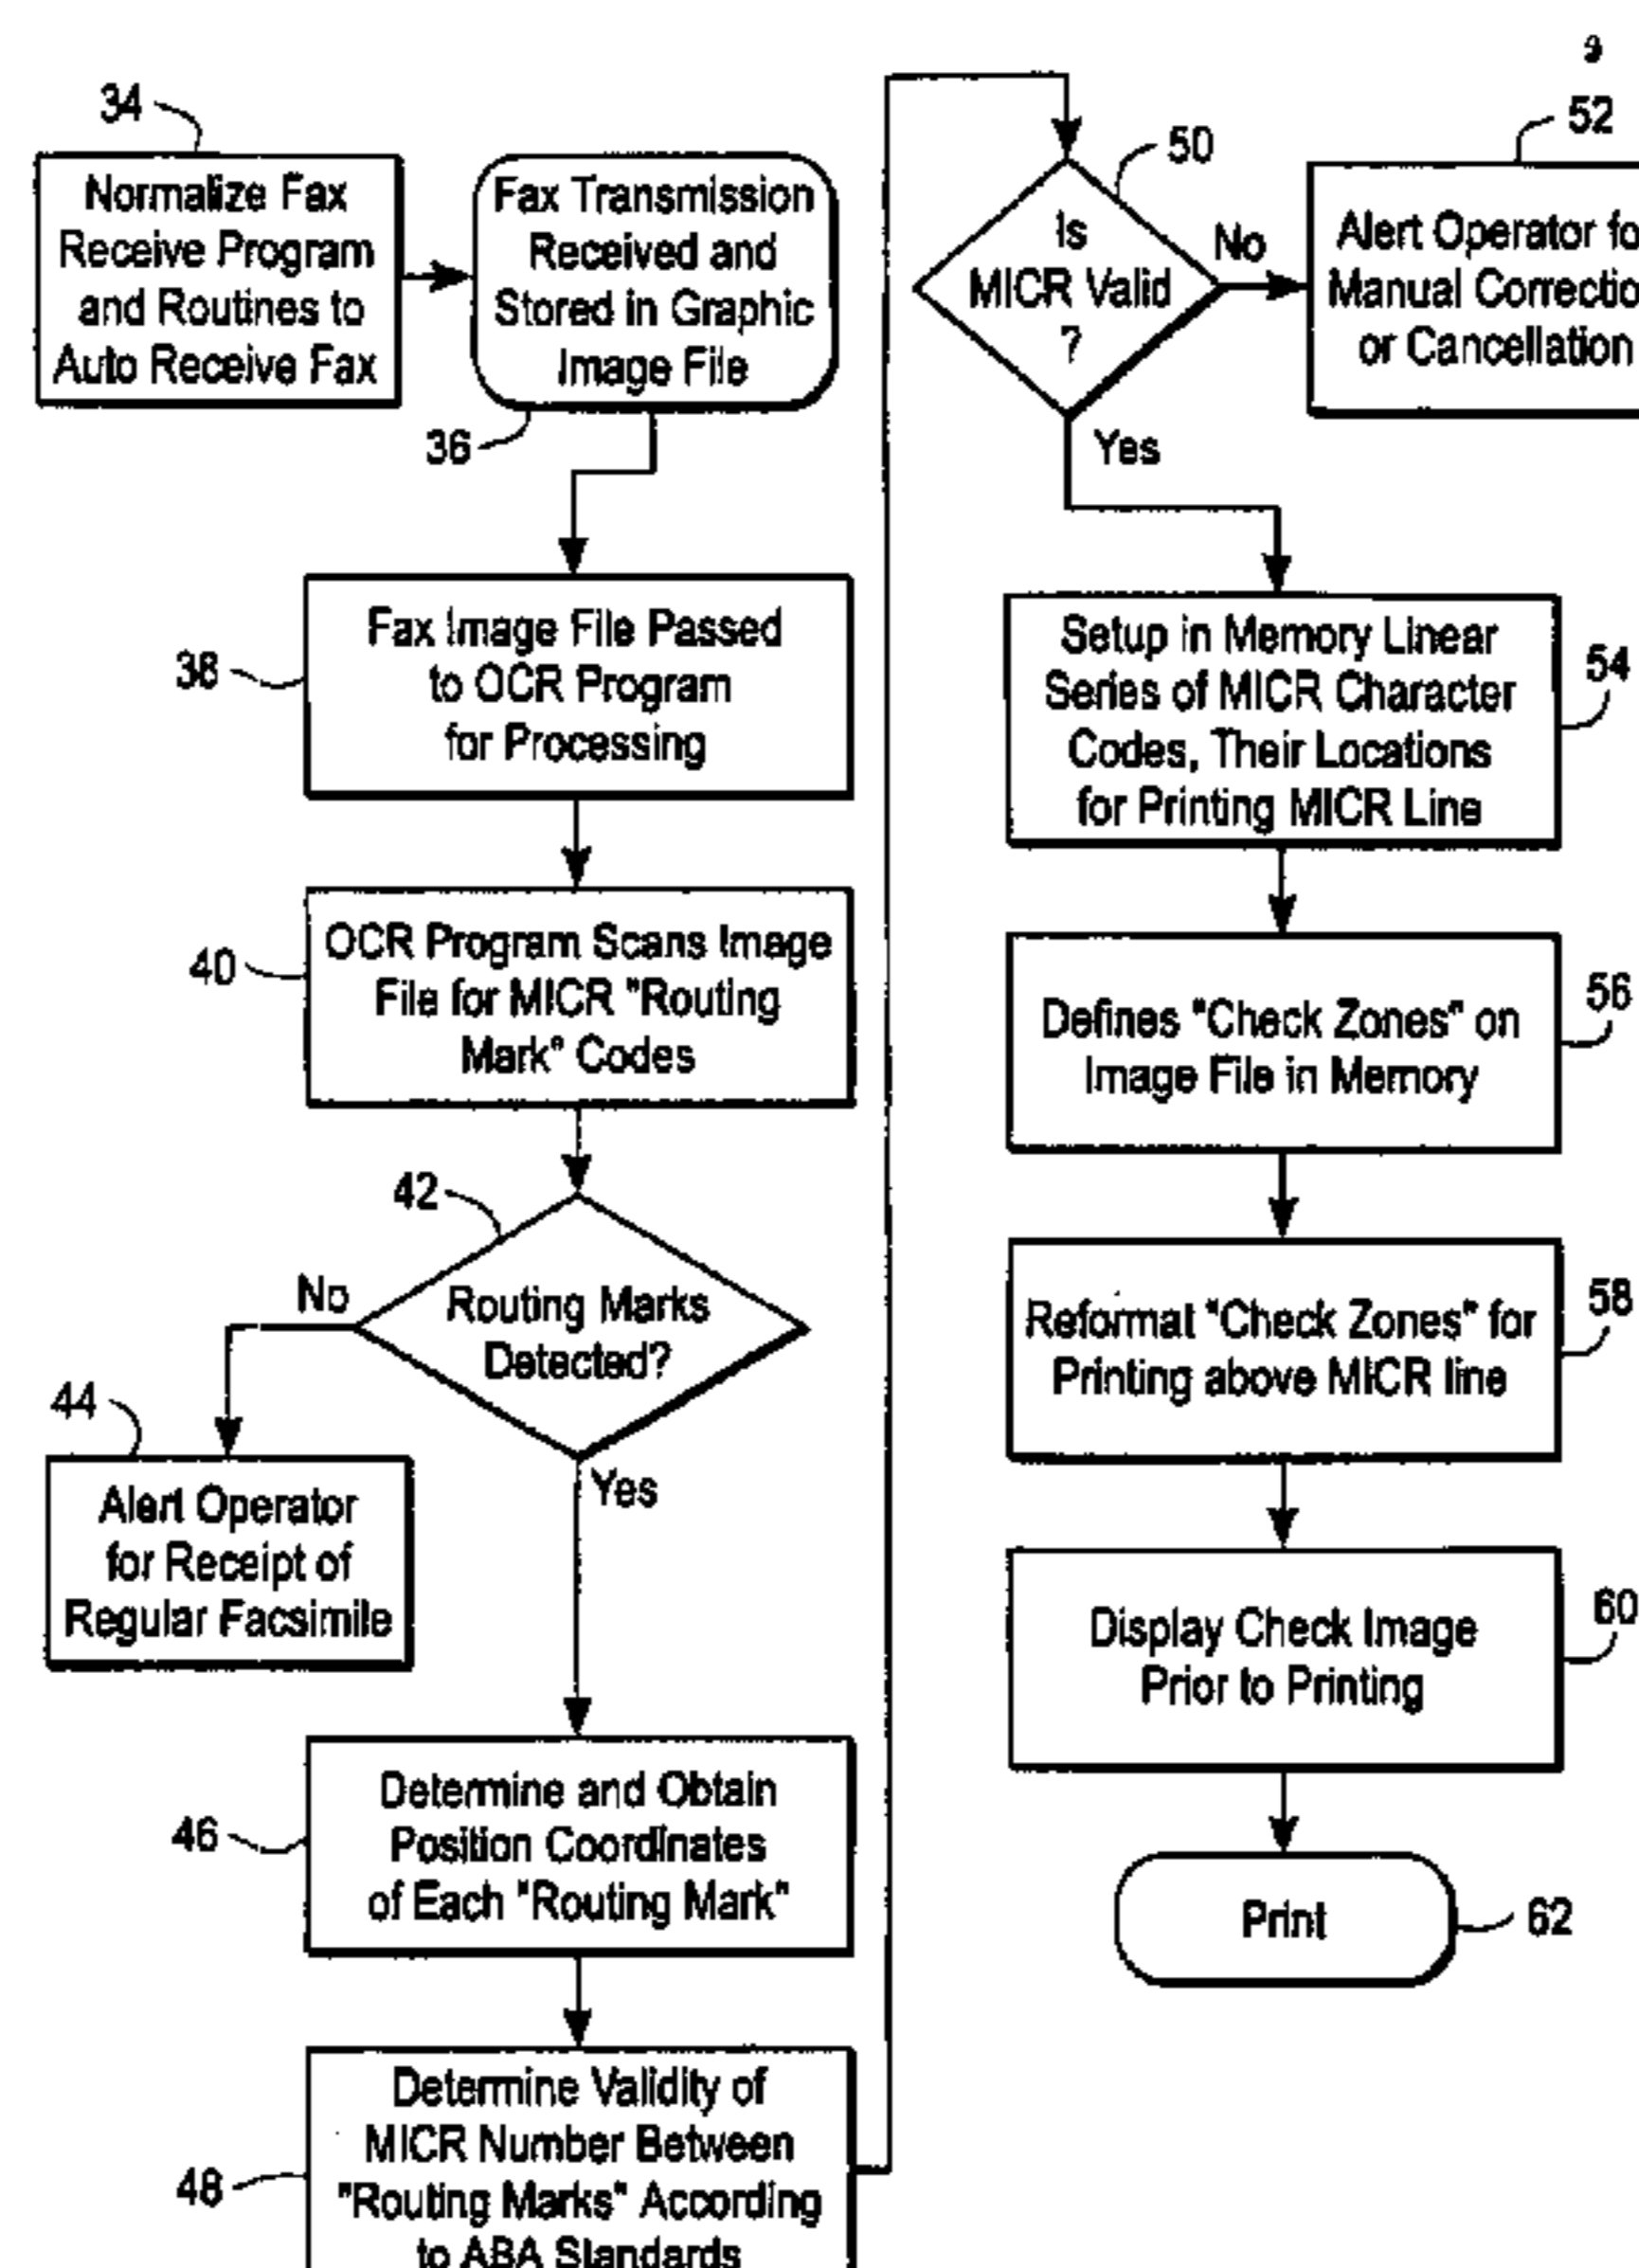 34
Normalize Fax
Receive Program
and Routines to
Auto Receive Fax
Fax Transmission
Received and
Stored in Graphic
Image File
36
38
Fax Image File Passed
to OCR Program
for Processing
40
OCR Program Scans Image
File for MICR "Routing
Mark" Codes
42
Routing Marks
Detected?
No
Yes
44
Alert Operator
for Receipt of
Regular Facsimile
46
Determine and Obtain
Position Coordinates
of Each "Routing Mark"
48
Determine Validity of
MICR Number Between
"Routing Marks" According
to ABA Standards
50
Is
MICR Valid
?
No
Yes
52
Alert Operator fo
Manual Correctio
or Cancellation
54
Setup in Memory Linear
Series of MICR Character
Codes, Their Locations
for Printing MICR Line
56
Defines "Check Zones" on
Image File in Memory
58
Reformat "Check Zones" for
Printing above MICR line
60
Display Check Image
Prior to Printing
Print
62